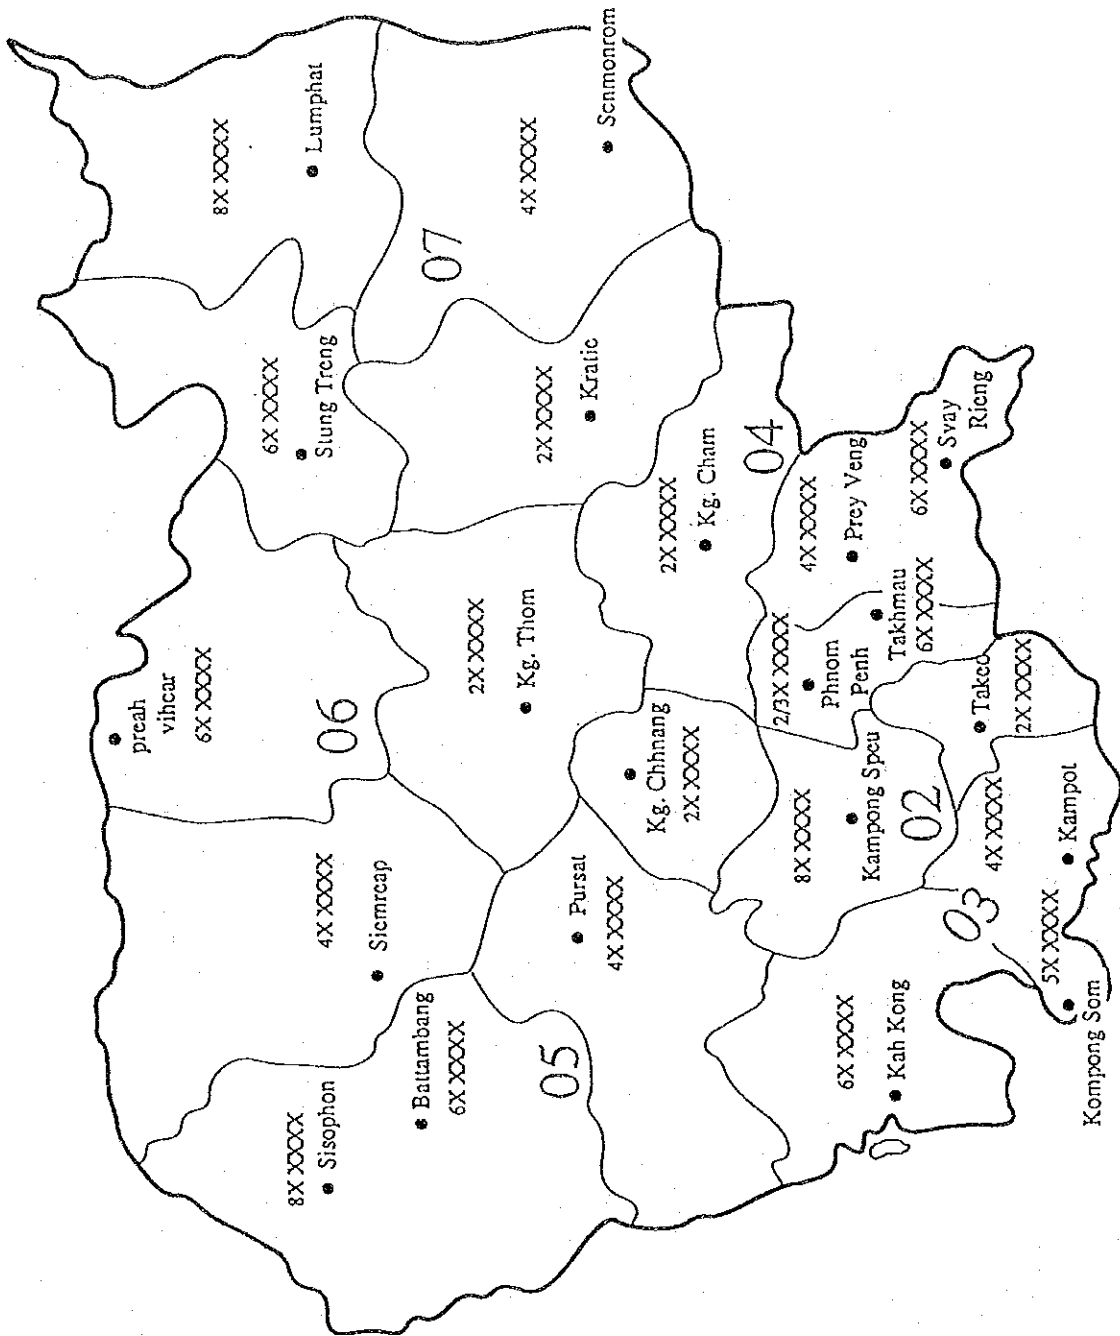 preah
vihear
6X XXXX
8X XXXX
8X XXXX
Sisophon
Lumphat
6X XXXX
Stung Treng
4X XXXX
Siemreap
06
Battambang
6X XXXX
07
2X XXXX
Kg. Thom
4X XXXX
Senmonrom
2X XXXX
Kratie
05
Pursat
4X XXXX
Kg. Chhnang
2X XXXX
2X XXXX
Kg. Cham
04
2/3X XXXX
Phnom
Penh
4X XXXX
Prey Veng
8X XXXX
Kampong Speu
02
Takhmau
6X XXXX
6X XXXX
Svay
Rieng
6X XXXX
Kah Kong
03
Takeo
2X XXXX
4X XXXX
Kampot
5X XXXX
Kompong Som